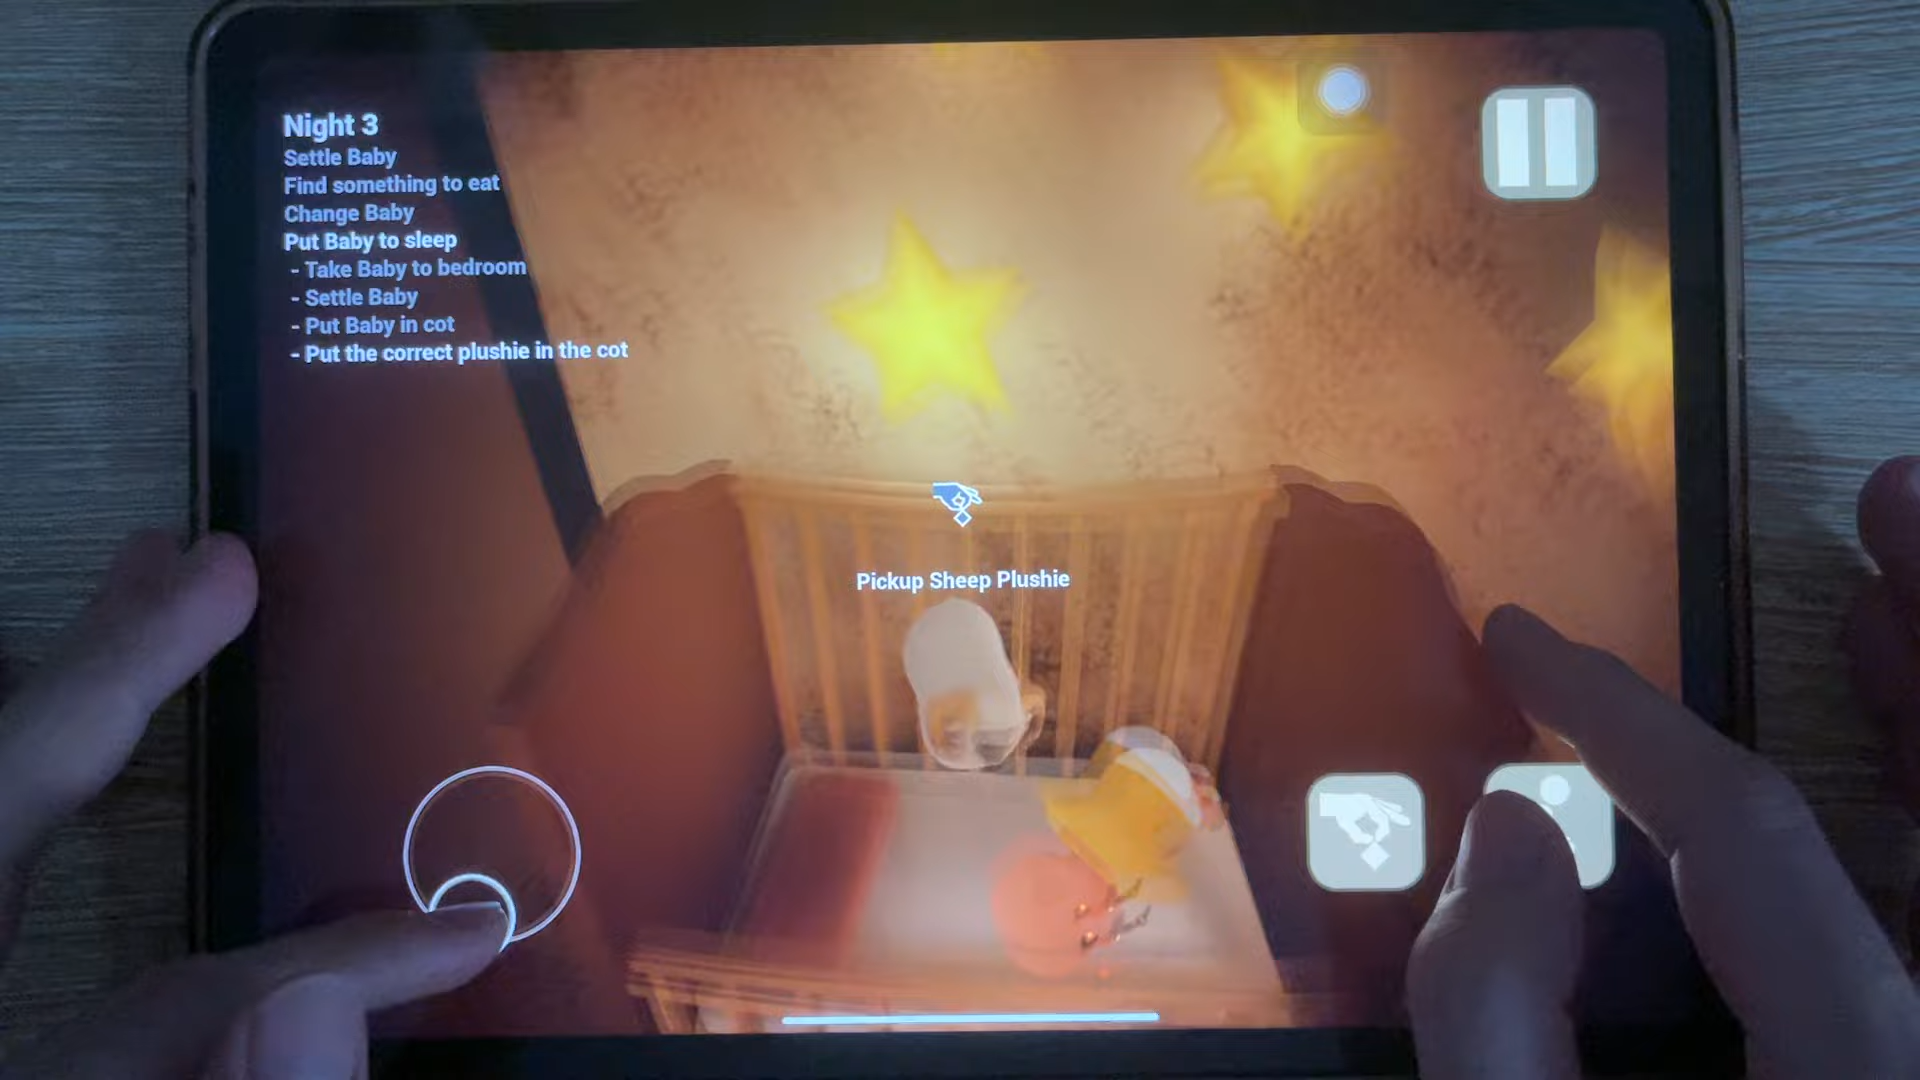 Night 3
Settle Baby
Find something to eat
Change Baby
Put Baby to sleep
- Take Baby to bedroom
- Settle Baby
- Put Baby in cot
- Put the correct plushie in the cot
Pickup Sheep Plushie